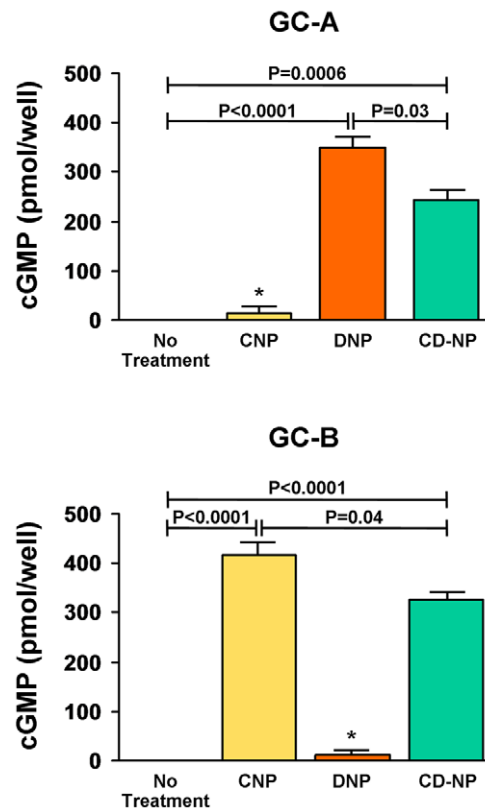 GC-A
P=0.0006
P<0.0001 P=0.03
500
400
300
200
100
0
cGMP (pmol/well)
*
No Treatment CNP DNP CD-NP
GC-B
P<0.0001
P<0.0001 P=0.04
500
400
300
200
100
0
cGMP (pmol/well)
*
No Treatment CNP DNP CD-NP